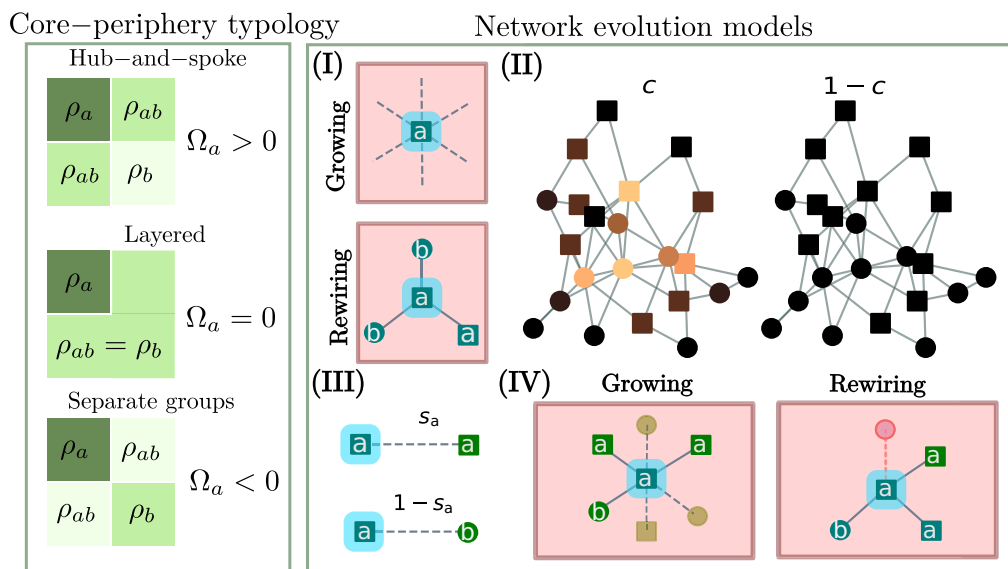 Core−periphery typology
Hub−and−spoke
ρa ρab
ρab ρb
Ωa > 0
Layered
ρa
ρab = ρb
Ωa = 0
Separate groups
ρa ρab
ρab ρb
Ωa < 0
Network evolution models
(I)
Growing
a
Rewiring
b
a
b
a
(II)
c
1 − c
(III)
sa
a a
1 − sa
a b
(IV)
Growing
a a
a
b
Rewiring
a
a
b a